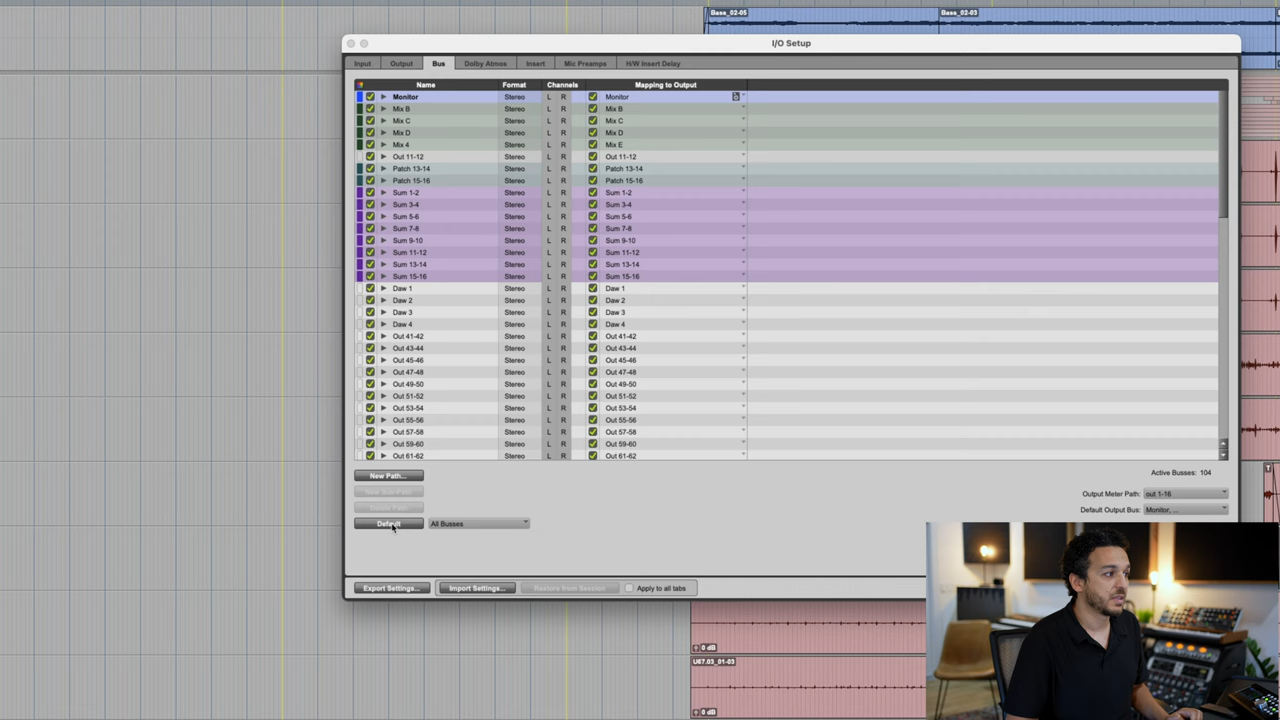 Bass_02-05
Bass_02-03
I/O Setup
Input Output Bus Dolby Atmos Insert Mic Preamps H/W Insert Delay
Name Format Channels Mapping to Output
Monitor Stereo L R Monitor
Mix B Stereo L R Mix B
Mix C Stereo L R Mix C
Mix D Stereo L R Mix D
Mix 4 Stereo L R Mix E
Out 11-12 Stereo L R Out 11-12
Patch 13-14 Stereo L R Patch 13-14
Patch 15-16 Stereo L R Patch 15-16
Sum 1-2 Stereo L R Sum 1-2
Sum 3-4 Stereo L R Sum 3-4
Sum 5-6 Stereo L R Sum 5-6
Sum 7-8 Stereo L R Sum 7-8
Sum 9-10 Stereo L R Sum 9-10
Sum 11-12 Stereo L R Sum 11-12
Sum 13-14 Stereo L R Sum 13-14
Sum 15-16 Stereo L R Sum 15-16
Daw 1 Stereo L R Daw 1
Daw 2 Stereo L R Daw 2
Daw 3 Stereo L R Daw 3
Daw 4 Stereo L R Daw 4
Out 41-42 Stereo L R Out 41-42
Out 43-44 Stereo L R Out 43-44
Out 45-46 Stereo L R Out 45-46
Out 47-48 Stereo L R Out 47-48
Out 49-50 Stereo L R Out 49-50
Out 51-52 Stereo L R Out 51-52
Out 53-54 Stereo L R Out 53-54
Out 55-56 Stereo L R Out 55-56
Out 57-58 Stereo L R Out 57-58
Out 59-60 Stereo L R Out 59-60
Out 61-62 Stereo L R Out 61-62
New Path... Active Busses: 104
New Sub-Path
Delete Path
Output Meter Path: out 1-16
Default Output Bus: Monitor, ...
Default All Busses
Export Settings... Import Settings... Restore from Session Apply to all tabs
0 dB
U67.03_01-03
0 dB